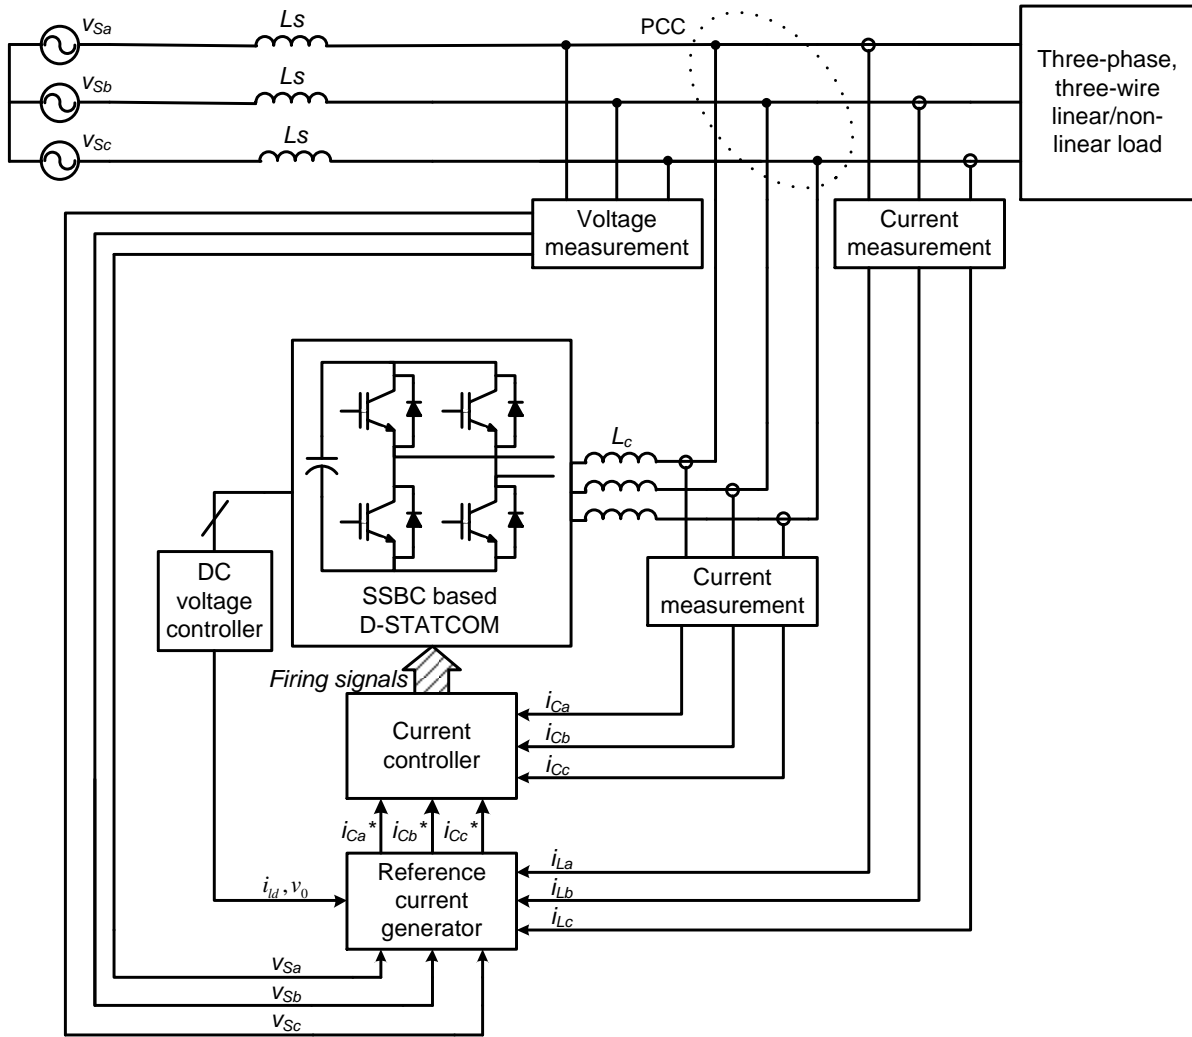 vSa
Ls
PCC
vSb
Ls
vSc
Ls
Three-phase,
three-wire
linear/non-
linear load
Voltage
measurement
Current
measurement
Lc
SSBC based
D-STATCOM
DC
voltage
controller
Current
measurement
Firing signals
Current
controller
iCa
iCb
iCc
iCa* iCb* iCc*
Reference
current
generator
ild, v0
iLa
iLb
iLc
vSa
vSb
vSc